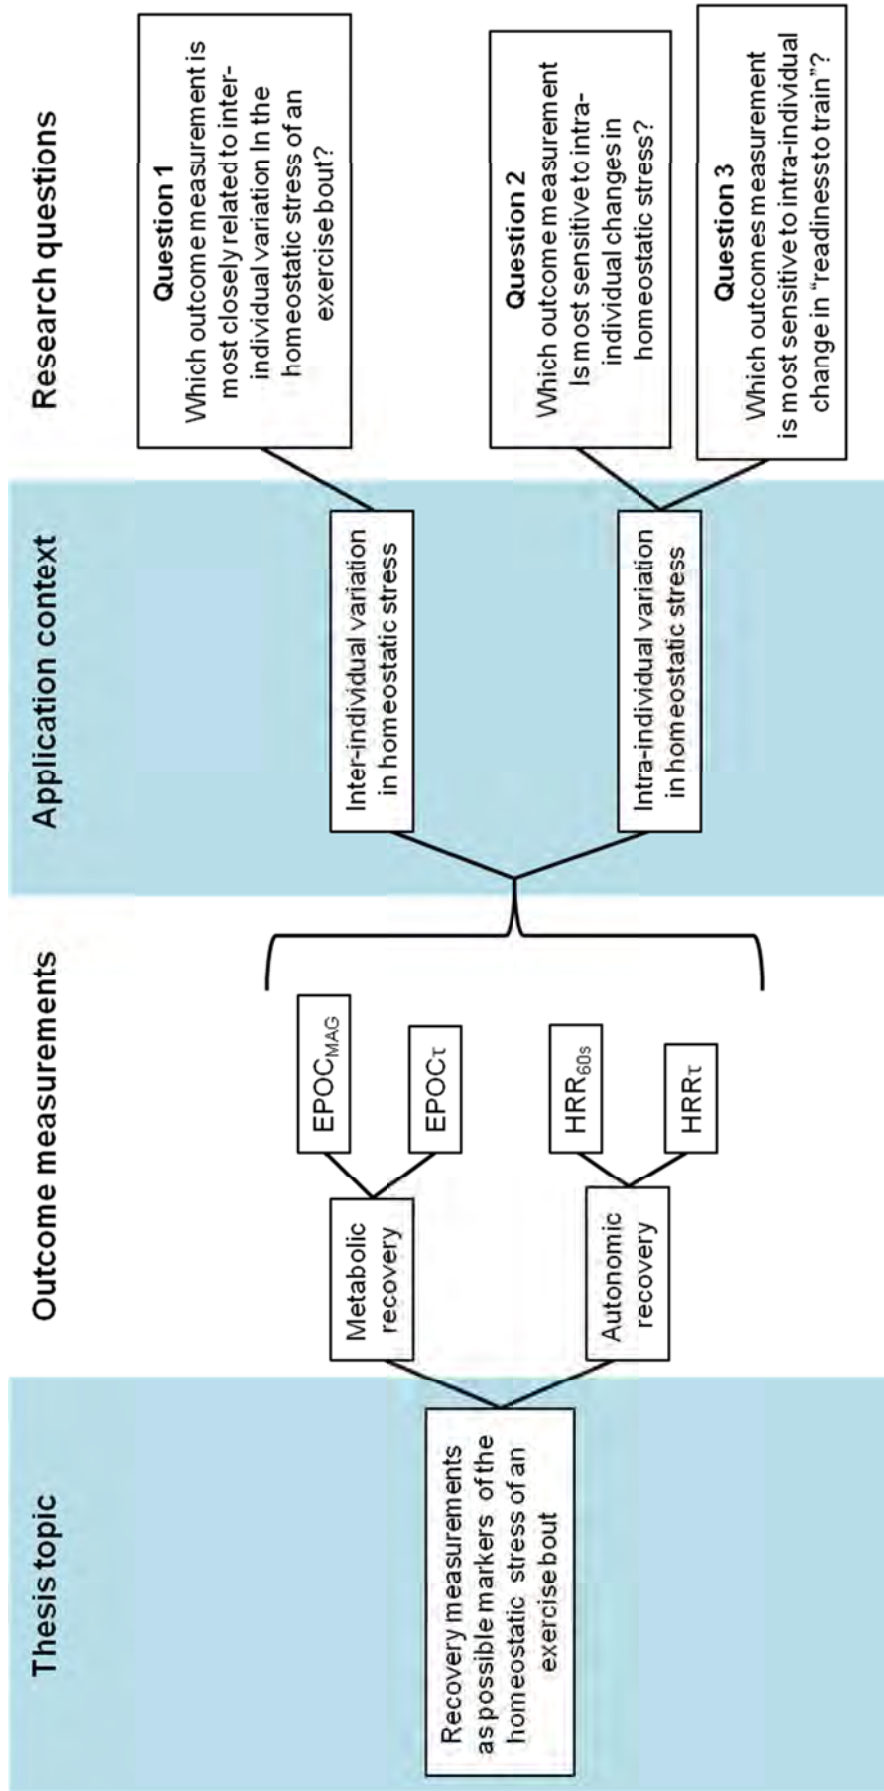 Thesis topic
Outcome measurements
Application context
Research questions
Recovery measurements
as possible markers of the
homeostatic stress of an
exercise bout
Metabolic
recovery
Autonomic
recovery
EPOCMAG
EPOCτ
HRR60s
HRRτ
Inter-individual variation
in homeostatic stress
Intra-individual variation
in homeostatic stress
Question 1
Which outcome measurement is
most closely related to inter-
individual variation In the
homeostatic stress of an
exercise bout?
Question 2
Which outcome measurement
Is most sensitive to intra-
individual changes in
homeostatic stress?
Question 3
Which outcomes measurement
is most sensitive to intra-individual
change in “readiness to train”?